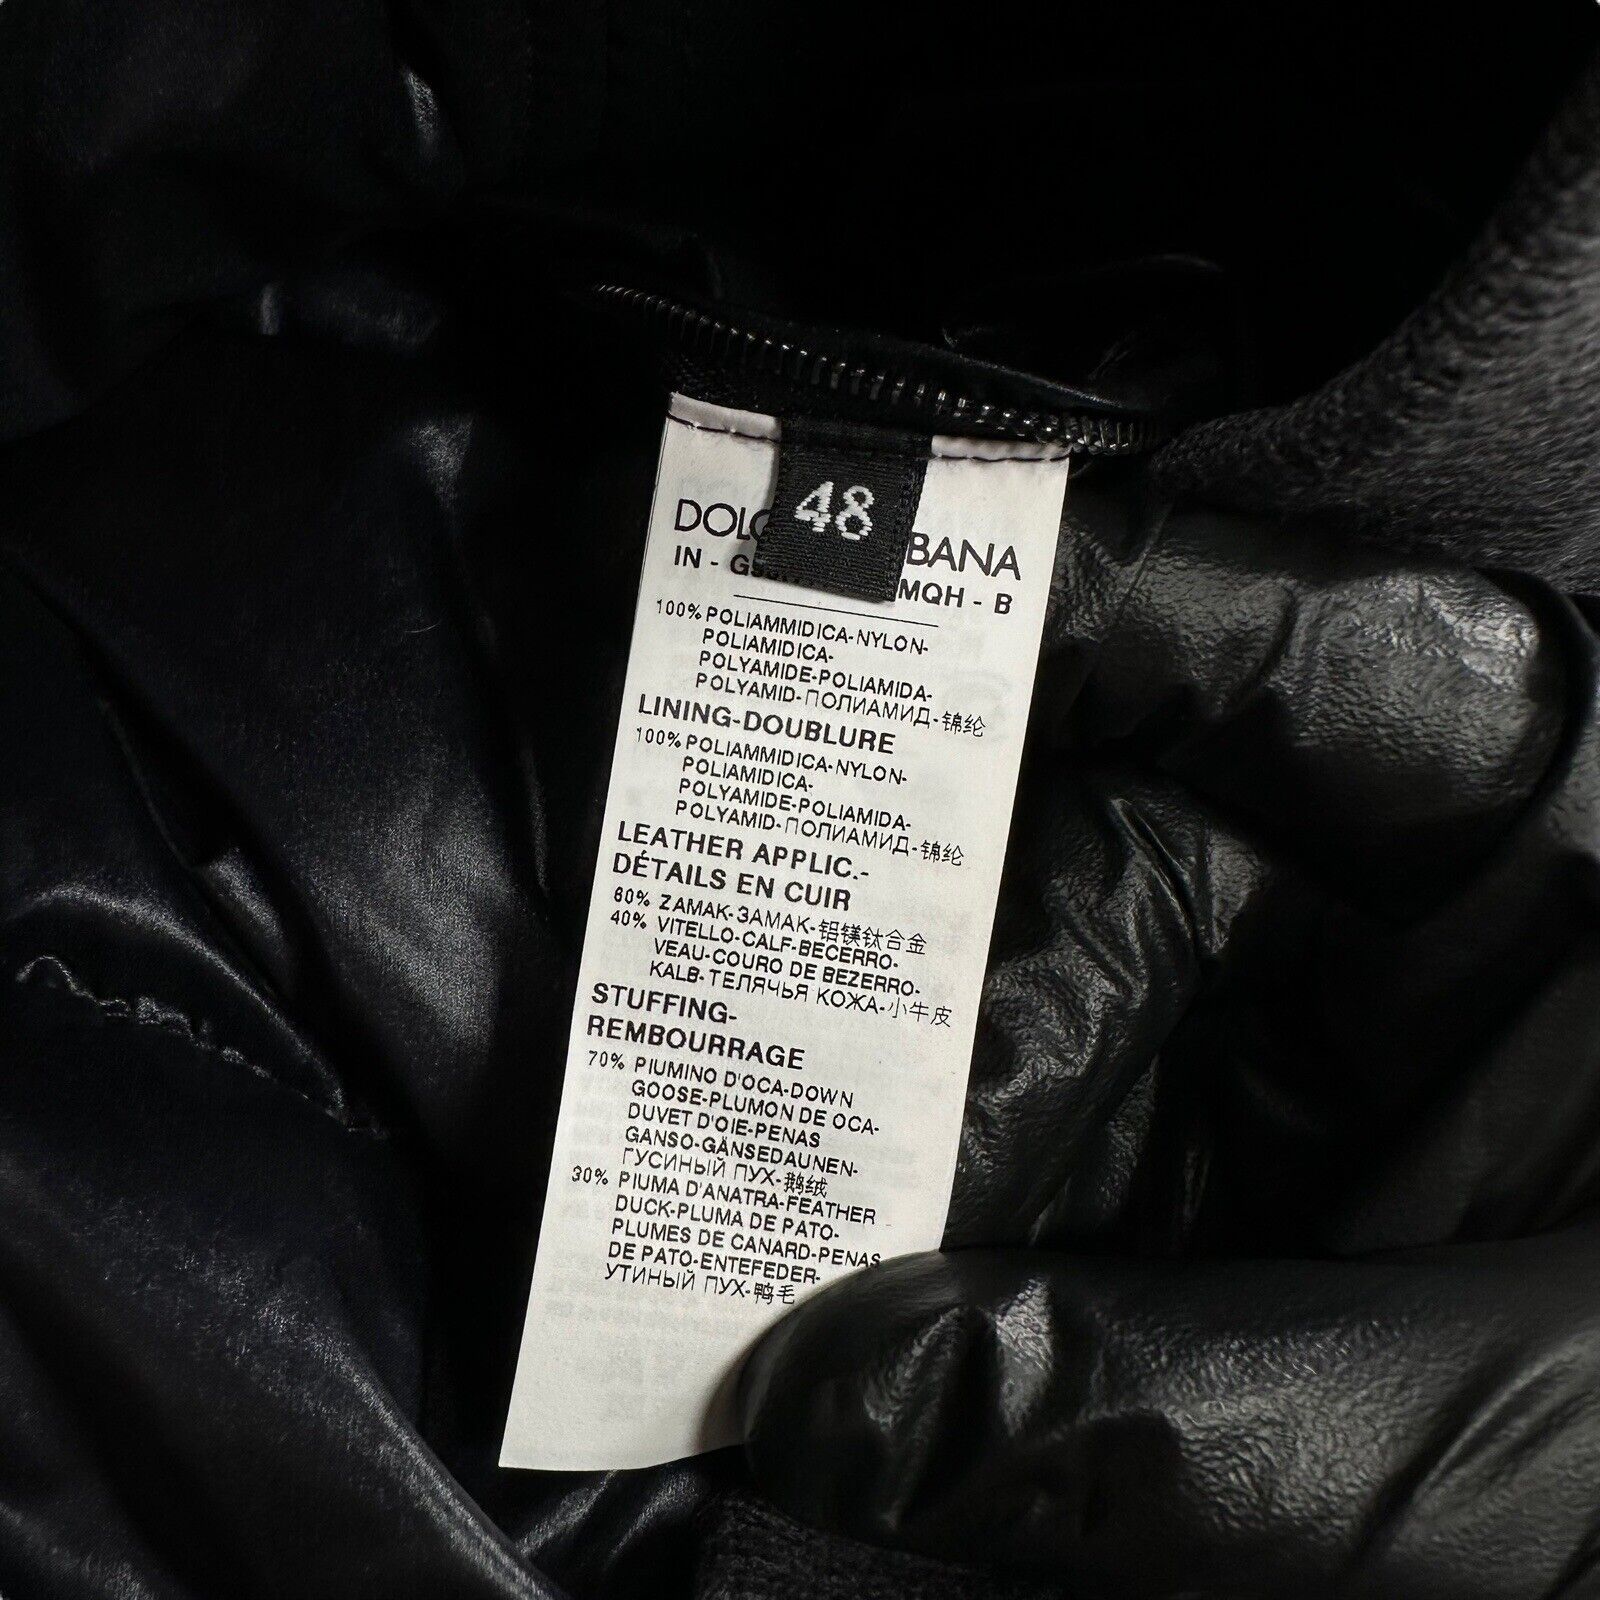 48
DOLC BANA
IN - MQH - B
100% POLIAMMIDICA-NYLON-
POLIAMIDICA-
POLYAMIDE-POLIAMIDA-
POLYAMID-ПОЛИАМИД-锦纶
LINING-DOUBLURE
100% POLIAMMIDICA-NYLON-
POLIAMIDICA-
POLYAMIDE-POLIAMIDA-
POLYAMID-ПОЛИАМИД-锦纶
LEATHER APPLIC.-
DÉTAILS EN CUIR
60% ZAMAK-ЗАМАК-铝镁钛合金
40% VITELLO-CALF-BECERRO-
VEAU-COURO DE BEZERRO-
KALB-ТЕЛЯЧЬЯ КОЖА-小牛皮
STUFFING-
REMBOURRAGE
70% PIUMINO D'OCA-DOWN
GOOSE-PLUMON DE OCA-
DUVET D'OIE-PENAS
GANSO-GÄNSEDAUNEN-
ГУСИНЫЙ ПУХ-鹅绒
30% PIUMA D'ANATRA-FEATHER
DUCK-PLUMA DE PATO-
PLUMES DE CANARD-PENAS
DE PATO-ENTEFEDER-
УТИНЫЙ ПУХ-鸭毛